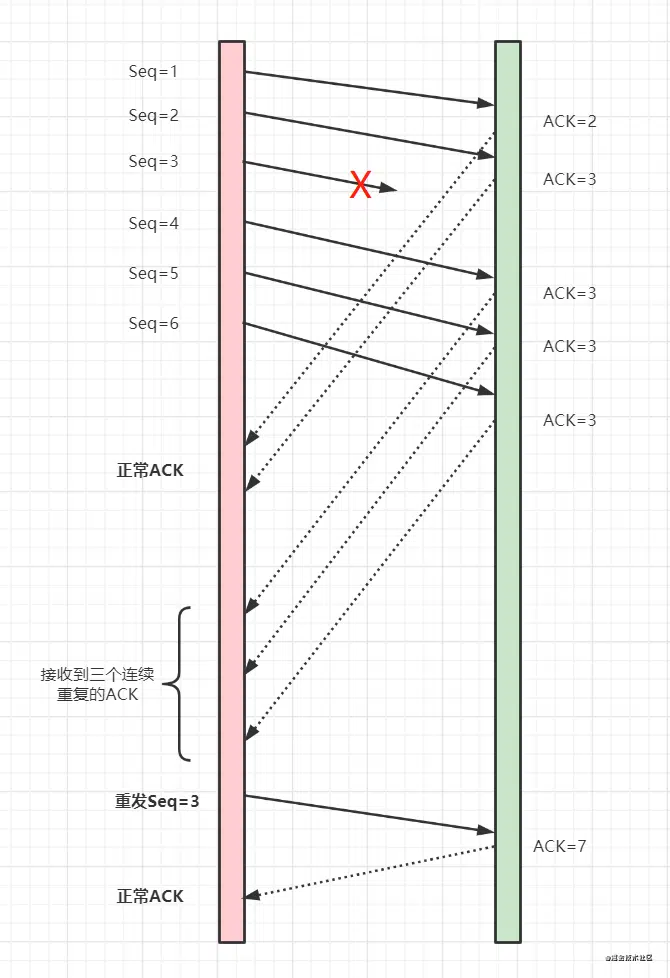 Seq=1
ACK=2
Seq=2
Seq=3
ACK=3
Seq=4
Seq=5
ACK=3
Seq=6
ACK=3
ACK=3
正常ACK
接收到三个连续
重复的ACK
重发Seq=3
ACK=7
正常ACK
@掘金技术社区